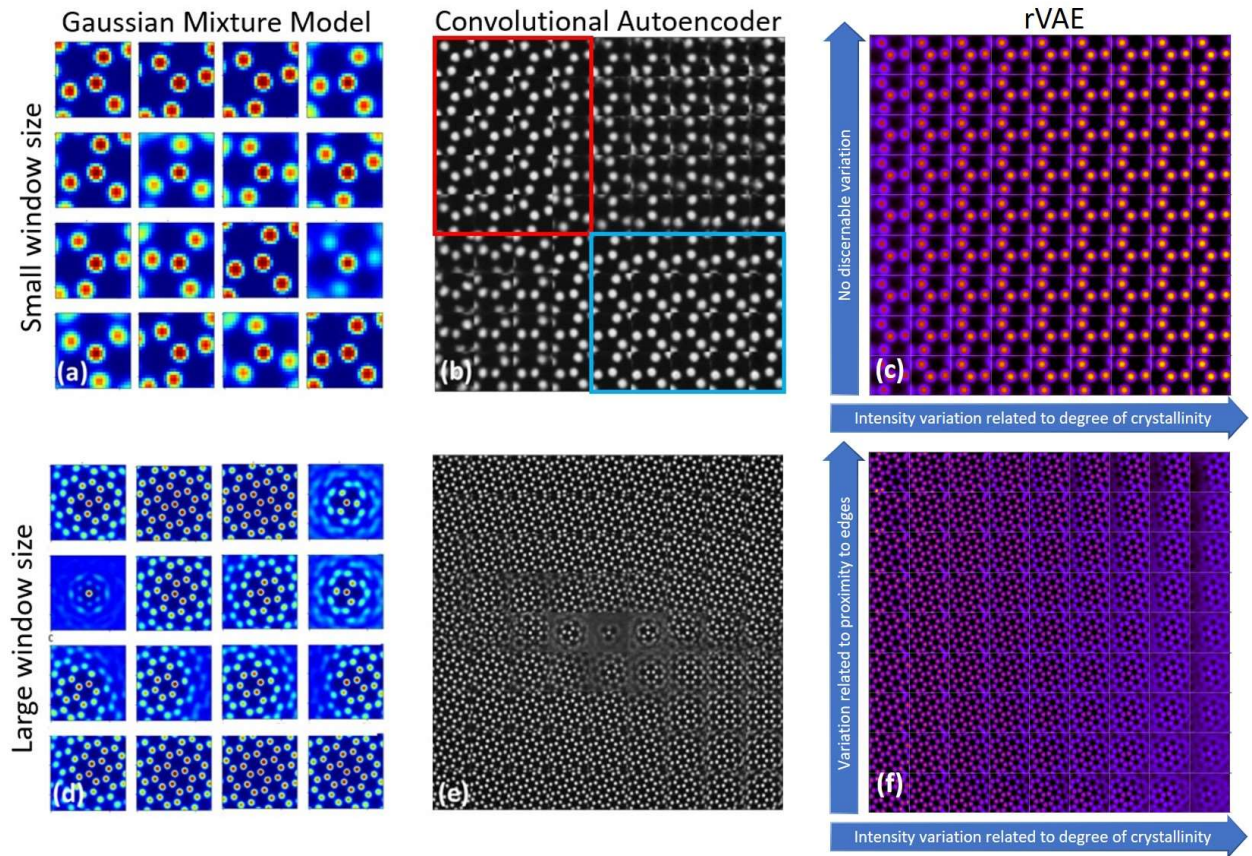 Gaussian Mixture Model
Convolutional Autoencoder
rVAE
Small window size
(a)
(b)
No discernable variation
(c)
Intensity variation related to degree of crystallinity
Large window size
c
(d)
(e)
Variation related to proximity to edges
(f)
Intensity variation related to degree of crystallinity